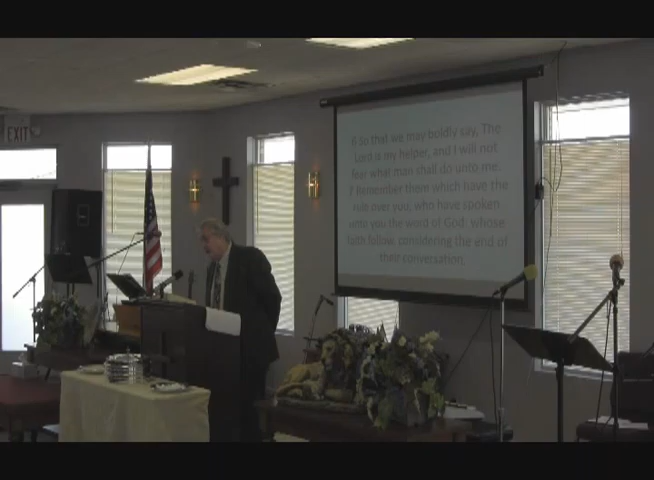 EXIT
6 So that we may boldly say, The
Lord is my helper, and I will not
fear what man shall do unto me.
7 Remember them which have the
rule over you, who have spoken
unto you the word of God: whose
faith follow, considering the end of
their conversation